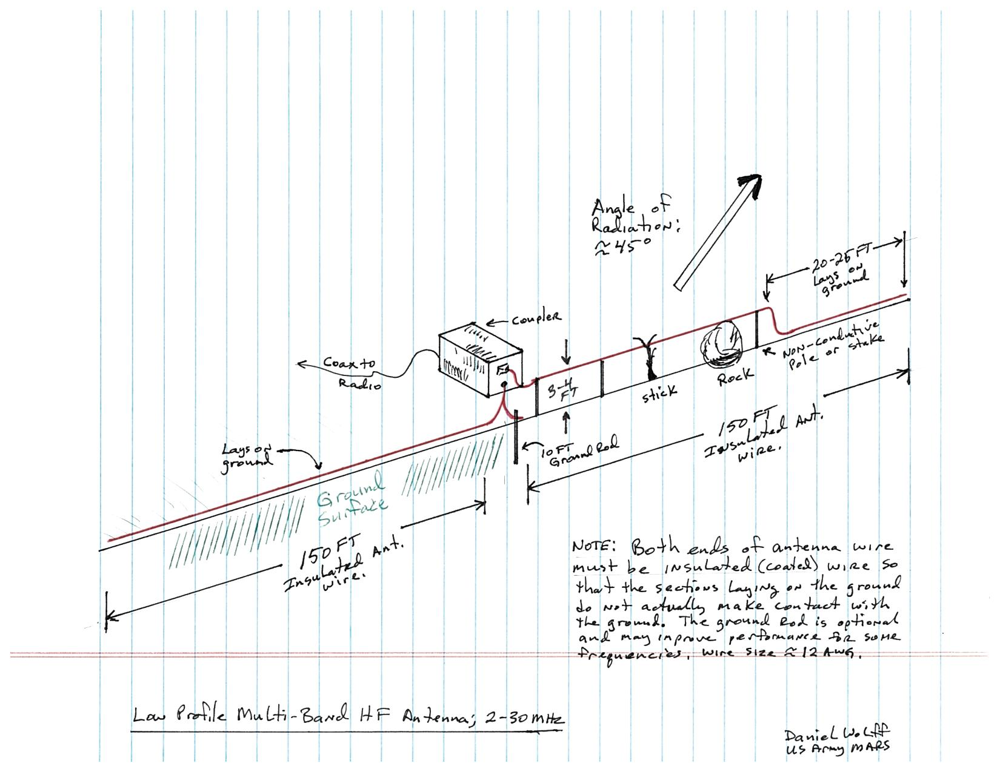 Angle of
Radiation:
≈45°
20-25 FT
Lays on
ground
Coupler
Coax to
Radio
3-4
FT
Non-conductive
Pole or stake
Rock
stick
150 FT
Insulated Ant.
wire.
10 FT
Ground Rod
Lays on
ground
Ground
Surface
150 FT
Insulated Ant.
wire.
NOTE: Both ends of antenna wire
must be insulated (coated) wire so
that the sections laying on the ground
do not actually make contact with
the ground. The ground rod is optional
and may improve performance for some
frequencies. Wire size ≈ 12 AWG.
Low Profile Multi-Band HF Antenna; 2-30 MHz
Daniel Wolff
US Army MARS